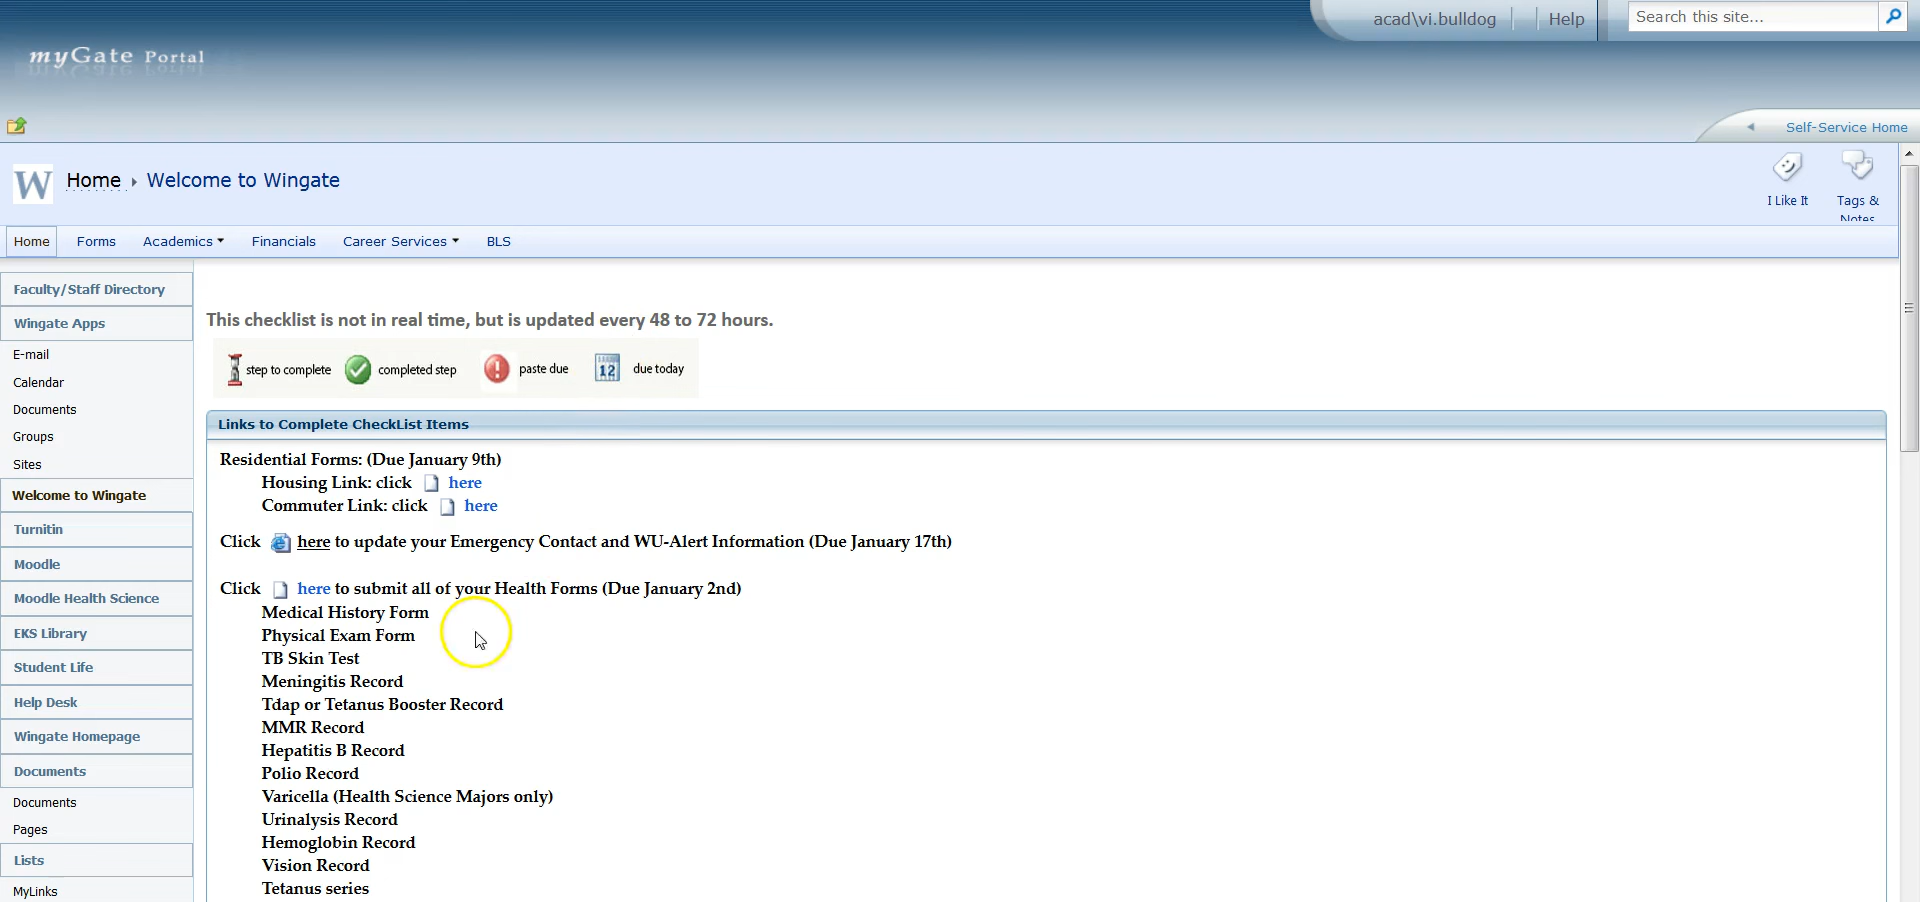 acad\vi.bulldog
Help
Search this site...
myGate Portal
Self-Service Home
W
Home
Welcome to Wingate
I Like It
Tags &
Notes
Home
Forms
Academics
Financials
Career Services
BLS
Faculty/Staff Directory
Wingate Apps
E-mail
Calendar
Documents
Groups
Sites
Welcome to Wingate
Turnitin
Moodle
Moodle Health Science
EKS Library
Student Life
Help Desk
Wingate Homepage
Documents
Documents
Pages
Lists
MyLinks
This checklist is not in real time, but is updated every 48 to 72 hours.
step to complete
completed step
paste due
12
due today
Links to Complete CheckList Items
Residential Forms: (Due January 9th)
Housing Link: click here
Commuter Link: click here
Click here to update your Emergency Contact and WU-Alert Information (Due January 17th)
Click here to submit all of your Health Forms (Due January 2nd)
Medical History Form
Physical Exam Form
TB Skin Test
Meningitis Record
Tdap or Tetanus Booster Record
MMR Record
Hepatitis B Record
Polio Record
Varicella (Health Science Majors only)
Urinalysis Record
Hemoglobin Record
Vision Record
Tetanus series